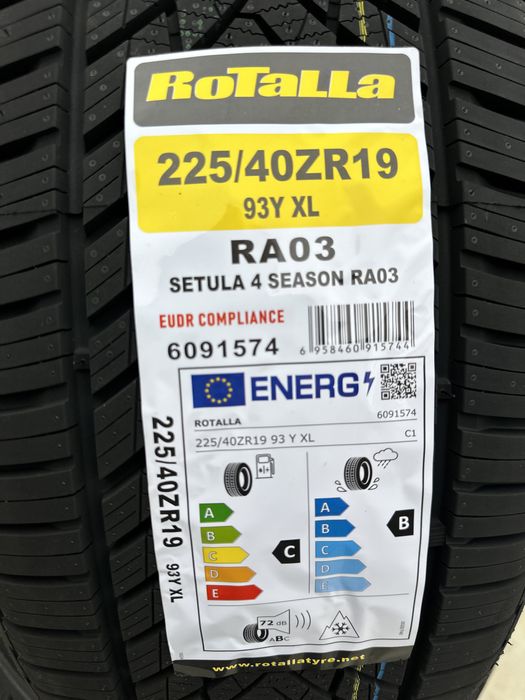 RoTalla
225/40ZR19
93Y XL
RA03
SETULA 4 SEASON RA03
EUDR COMPLIANCE
6091574
6 958460 915744
ENERG
ROTALLA
6091574
225/40ZR19 93 Y XL
C1
A
B
C
D
E
C
A
B
C
D
E
B
72 dB
ABC
225/40ZR19 93Y XL
www.rotallatyre.com